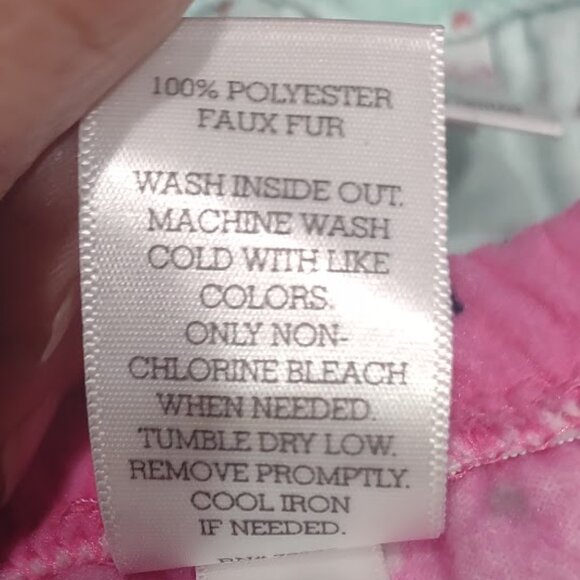 100% POLYESTER
FAUX FUR
WASH INSIDE OUT.
MACHINE WASH
COLD WITH LIKE
COLORS.
ONLY NON-
CHLORINE BLEACH
WHEN NEEDED.
TUMBLE DRY LOW.
REMOVE PROMPTLY.
COOL IRON
IF NEEDED.